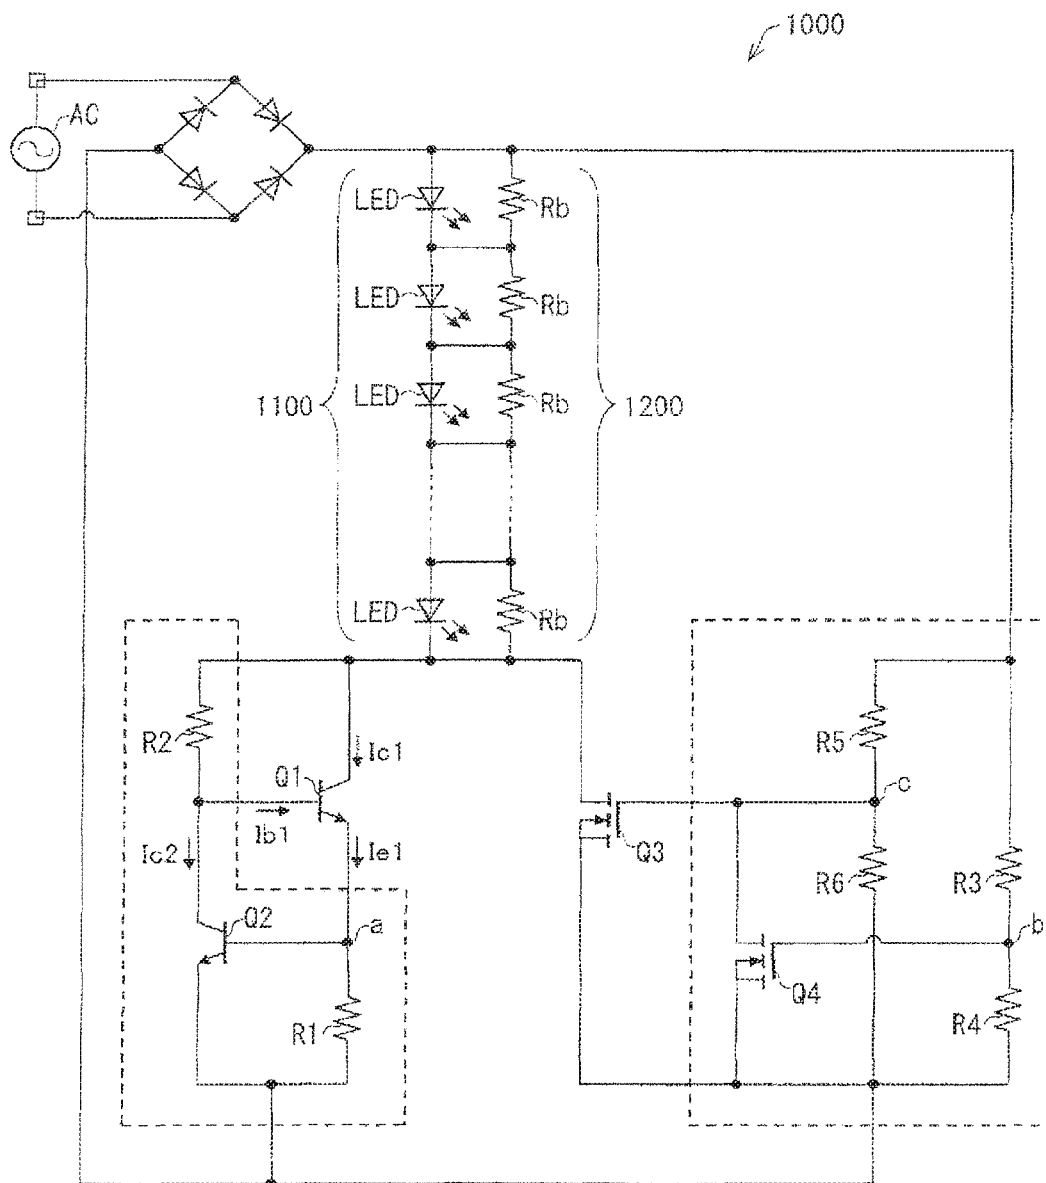 1000
AC
LED
Rb
LED
Rb
LED
Rb
1100
1200
LED
Rb
R2
Ic1
Q1
Ib1
Ic2
Ie1
Q2
a
R1
R5
c
Q3
R6
R3
b
Q4
R4